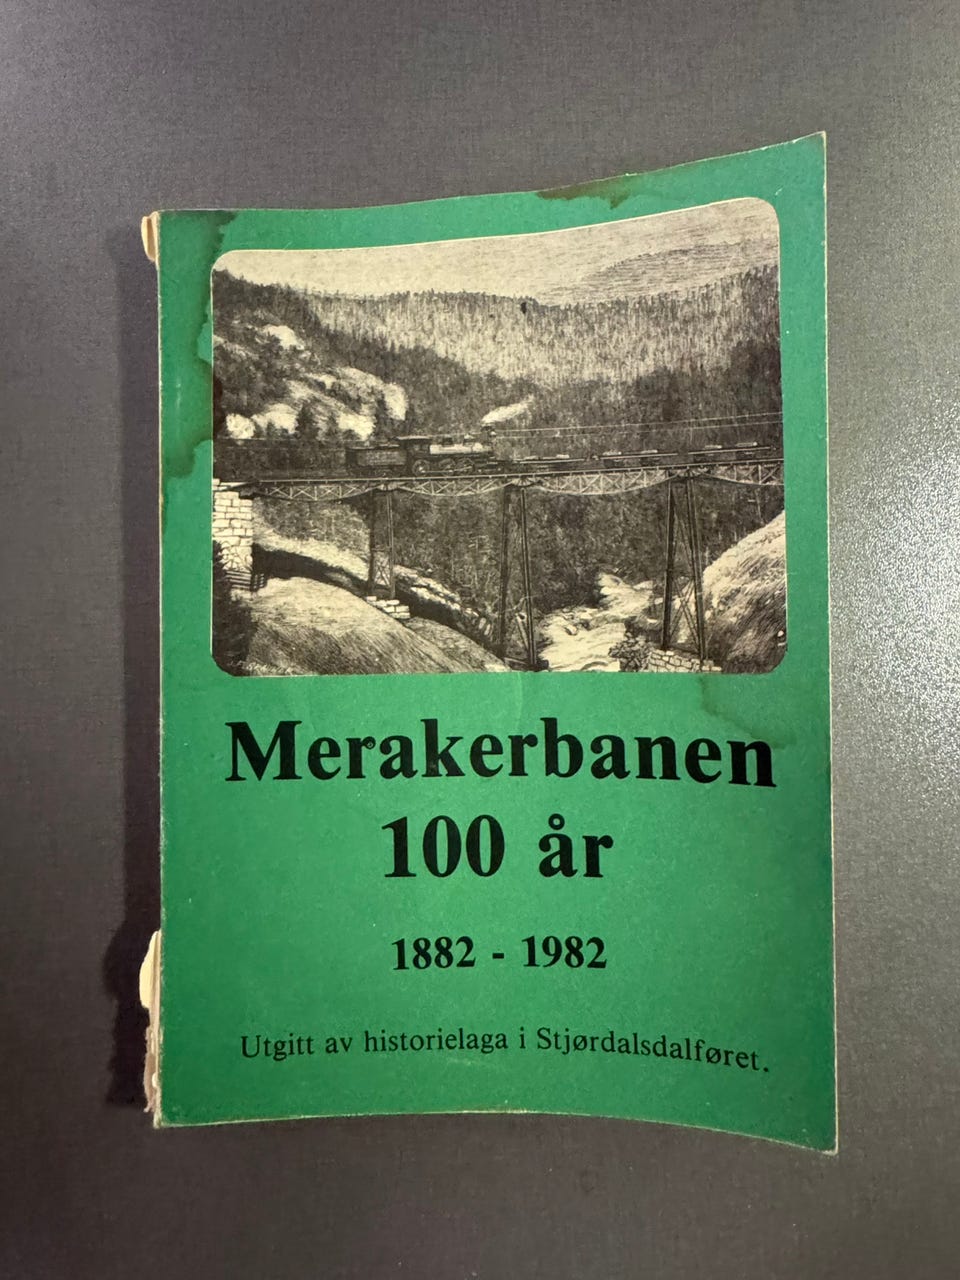 Merakerbanen
100 år
1882 - 1982
Utgitt av historielaga i Stjørdalsdalføret.